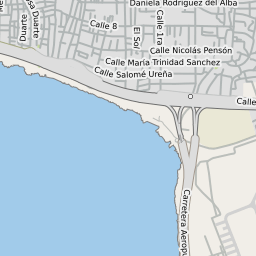 Daniela Rodríguez del Alba
Duarte
Duarte
Calle 8
El Sol
Calle 1ra
Calle Nicolás Pensón
Calle María Trinidad Sanchez
Calle Salomé Ureña
Calle
Carretera